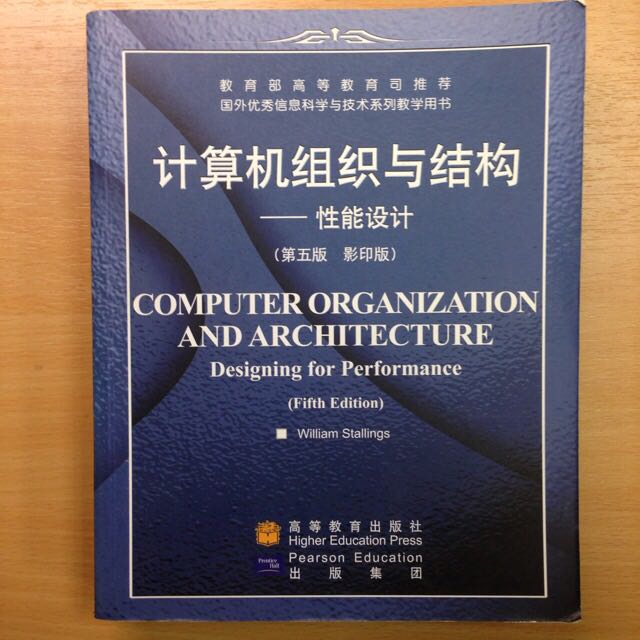 教育部高等教育司推荐
国外优秀信息科学与技术系列教学用书
计算机组织与结构
——性能设计
（第五版 影印版）
COMPUTER ORGANIZATION
AND ARCHITECTURE
Designing for Performance
(Fifth Edition)
William Stallings
高等教育出版社
Higher Education Press
Prentice
Hall
Pearson Education
出版集团